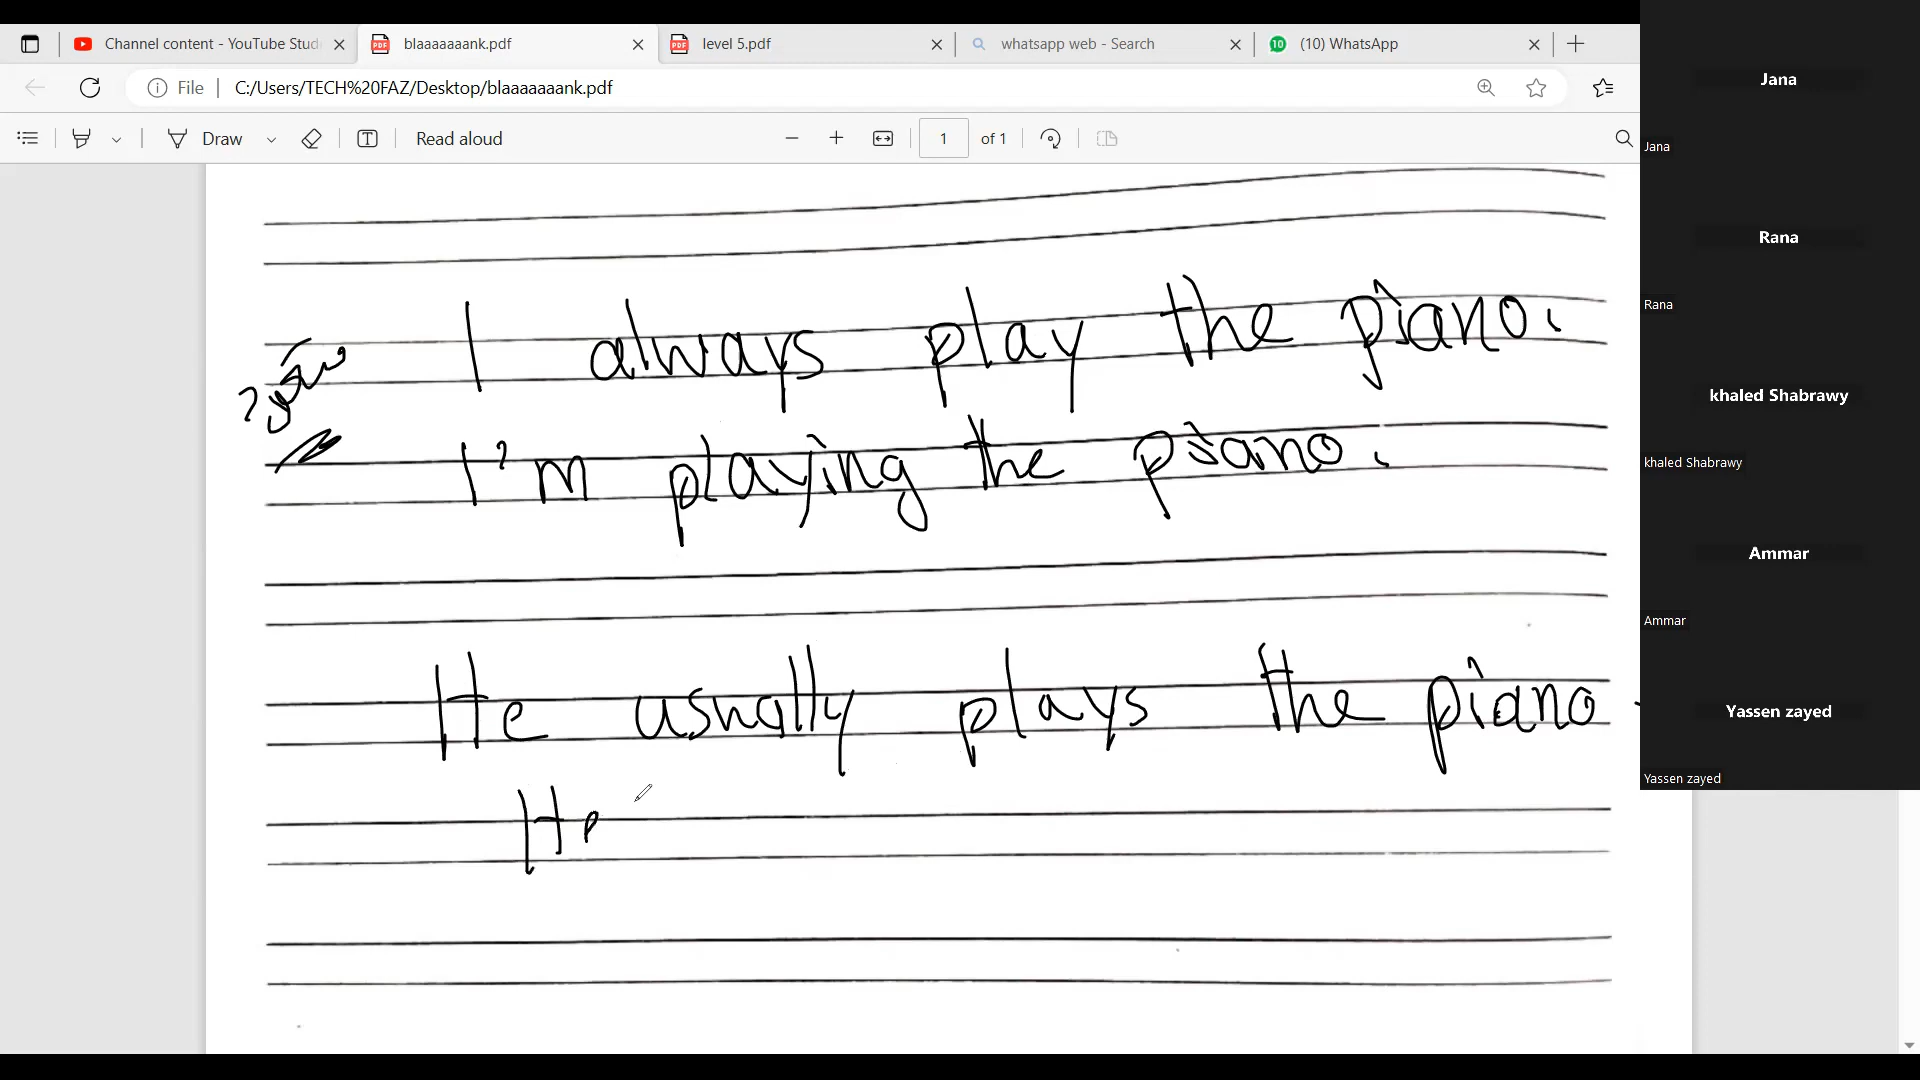 Channel content - YouTube Stud
blaaaaaaank.pdf
level 5.pdf
whatsapp web - Search
10
(10) WhatsApp
File
C:/Users/TECH%20FAZ/Desktop/blaaaaaaank.pdf
Draw
Read aloud
1
of 1
I always play the piano.
I'm playing the piano.
He usually plays the piano
He
Jana
Jana
Rana
Rana
khaled Shabrawy
khaled Shabrawy
Ammar
Ammar
Yassen zayed
Yassen zayed